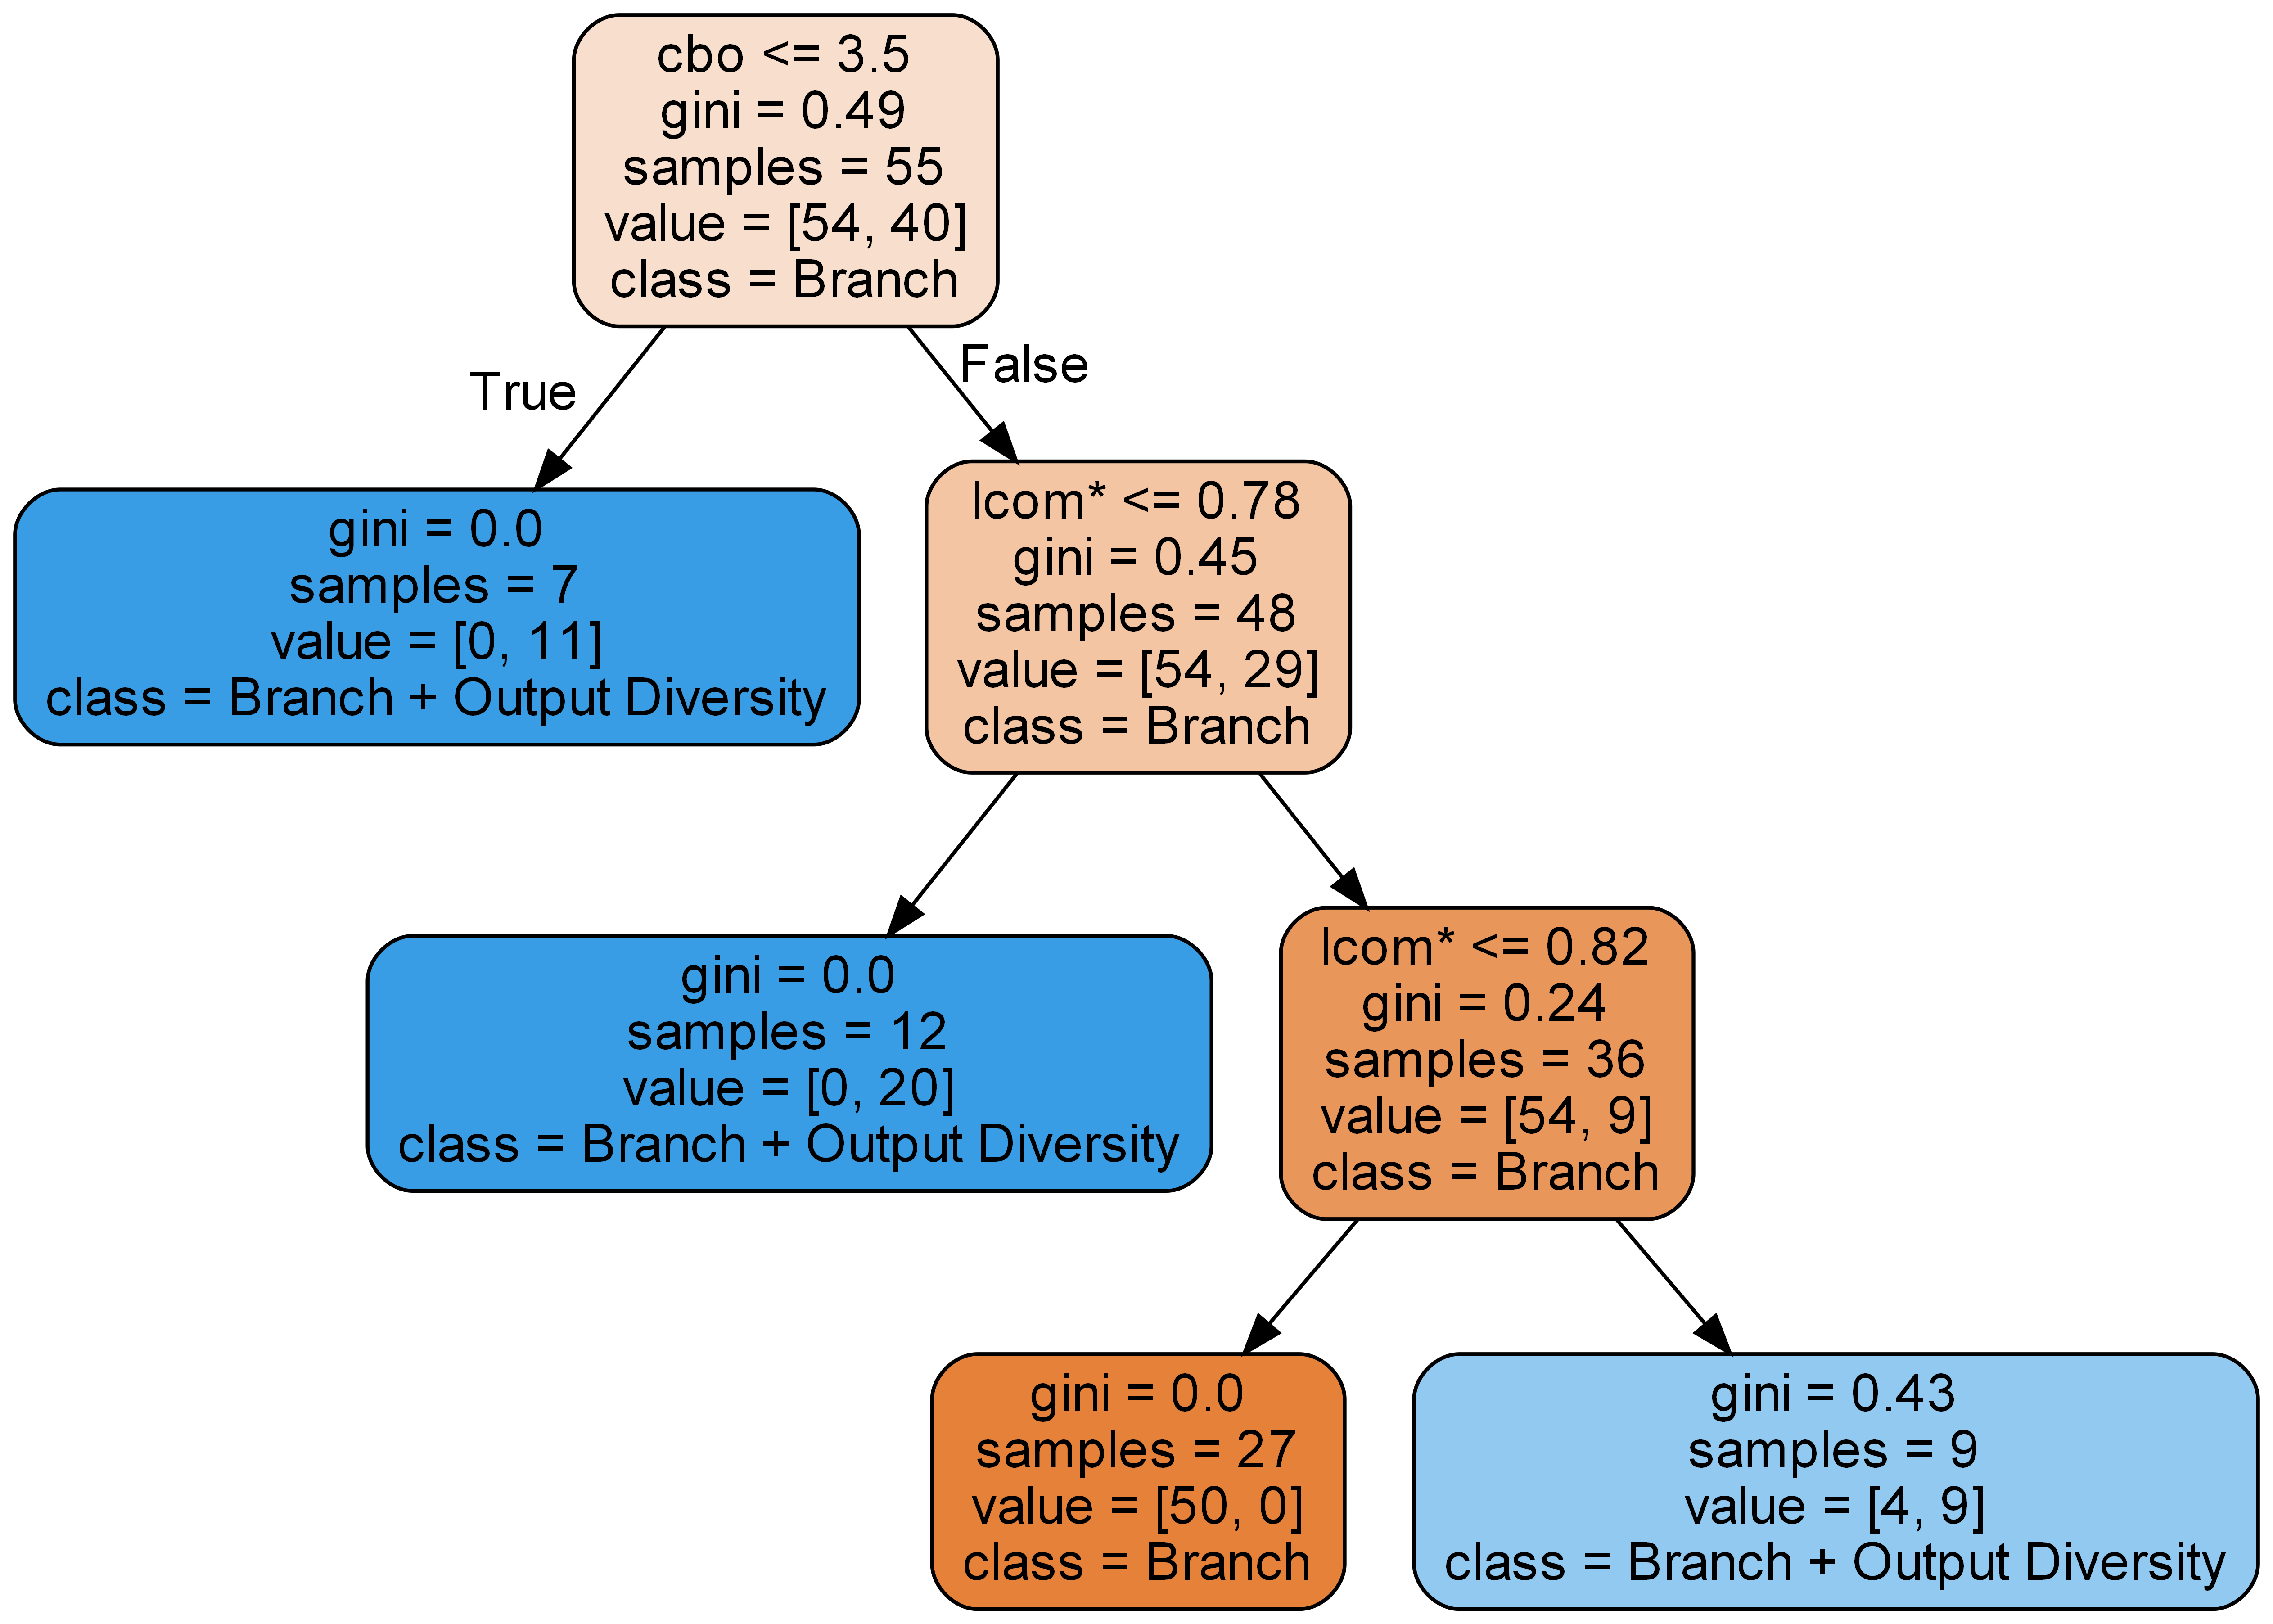 cbo <= 3.5
gini = 0.49
samples = 55
value = [54, 40]
class = Branch
True
False
gini = 0.0
samples = 7
value = [0, 11]
class = Branch + Output Diversity
lcom* <= 0.78
gini = 0.45
samples = 48
value = [54, 29]
class = Branch
gini = 0.0
samples = 12
value = [0, 20]
class = Branch + Output Diversity
lcom* <= 0.82
gini = 0.24
samples = 36
value = [54, 9]
class = Branch
gini = 0.0
samples = 27
value = [50, 0]
class = Branch
gini = 0.43
samples = 9
value = [4, 9]
class = Branch + Output Diversity